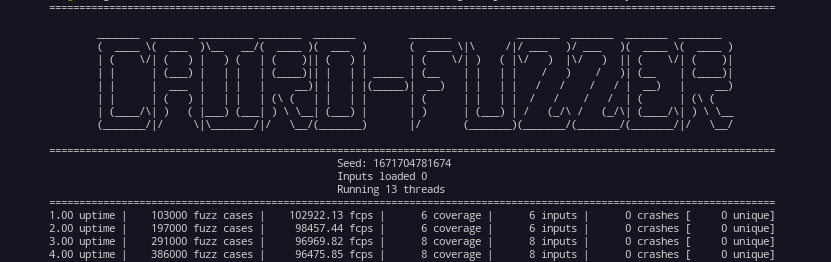 CAIRO-FUZZER
Seed: 1671704781674
Inputs loaded 0
Running 13 threads
1.00 uptime |    103000 fuzz cases |    102922.13 fcps |      6 coverage |      6 inputs |      0 crashes [     0 unique]
2.00 uptime |    197000 fuzz cases |     98457.44 fcps |      6 coverage |      6 inputs |      0 crashes [     0 unique]
3.00 uptime |    291000 fuzz cases |     96969.82 fcps |      8 coverage |      8 inputs |      0 crashes [     0 unique]
4.00 uptime |    386000 fuzz cases |     96475.85 fcps |      8 coverage |      8 inputs |      0 crashes [     0 unique]